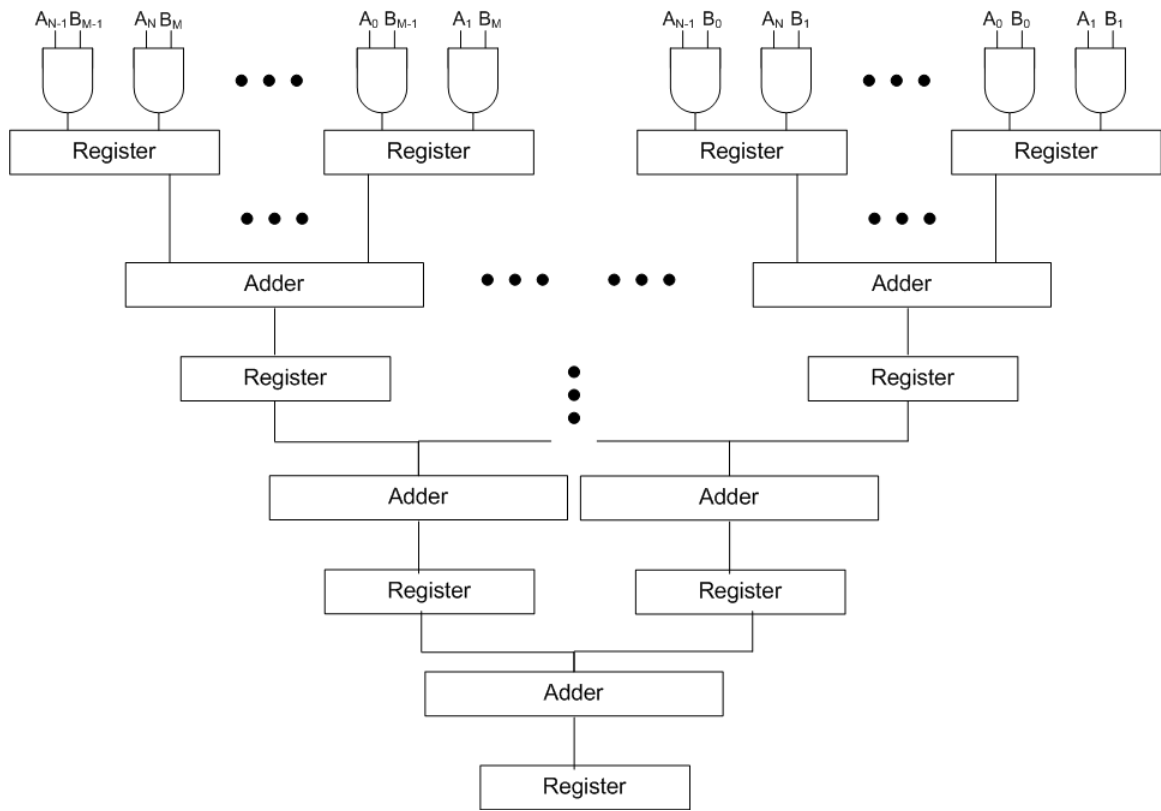 A_{N-1} B_{M-1} A_N B_M A_0 B_{M-1} A_1 B_M A_{N-1} B_0 A_N B_1 A_0 B_0 A_1 B_1
Register Register Register Register
Adder Adder
Register Register
Adder Adder
Register Register
Adder
Register